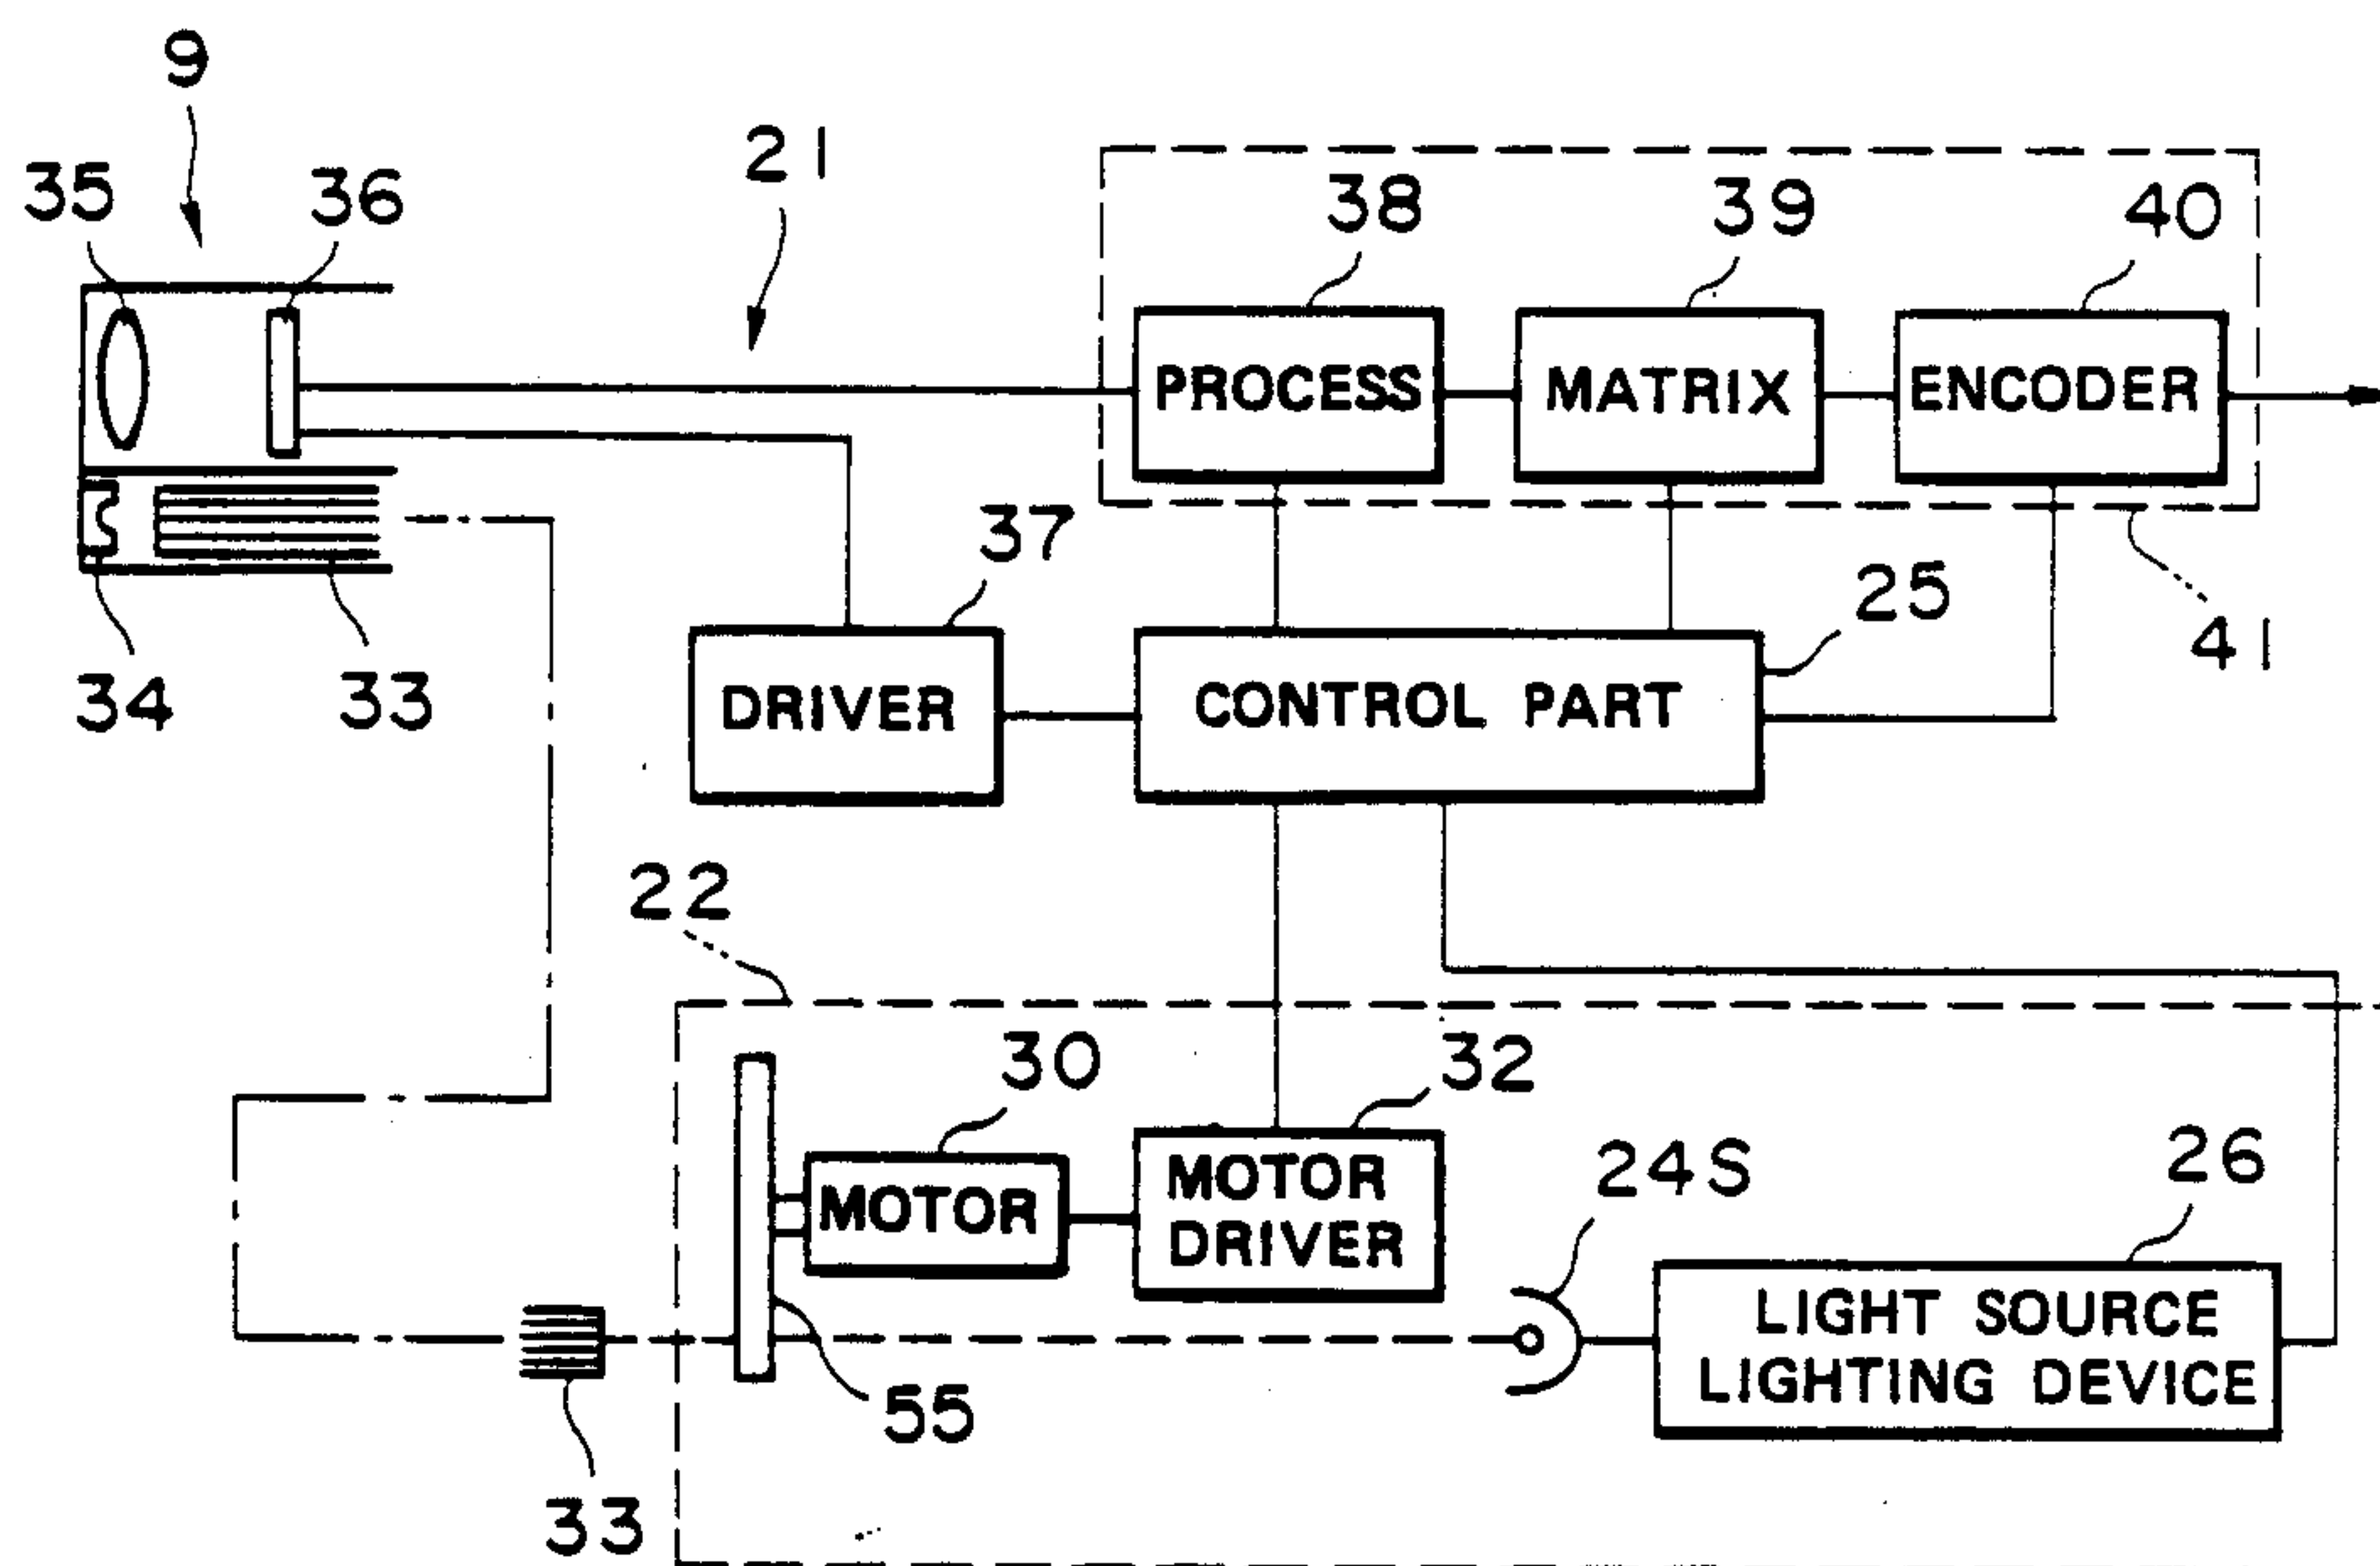 9
21
35
36
38
39
40
PROCESS
MATRIX
ENCODER
37
25
41
34
33
DRIVER
CONTROL PART
22
30
32
24S
26
MOTOR
MOTOR
DRIVER
LIGHT SOURCE
LIGHTING DEVICE
55
33